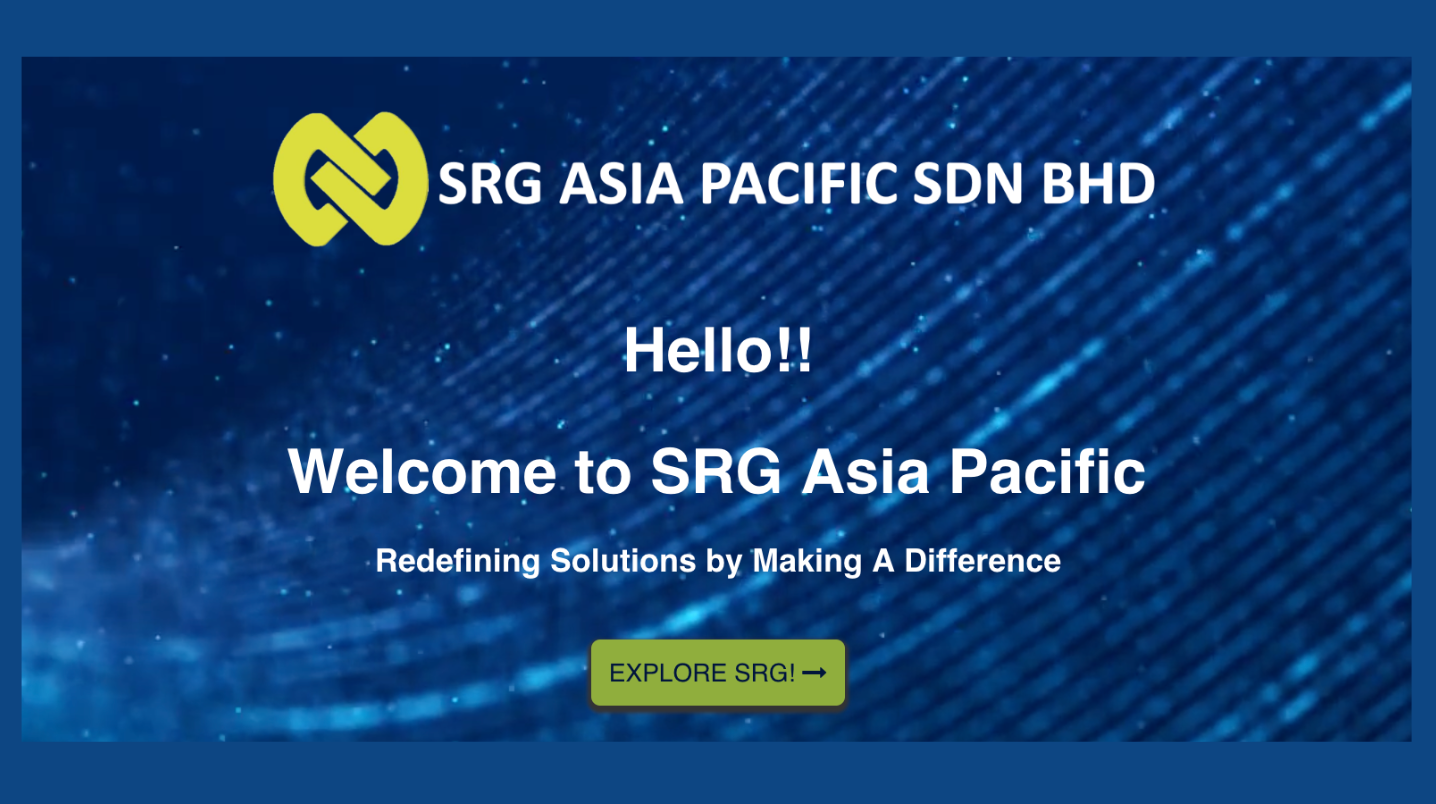 SRG ASIA PACIFIC SDN BHD
Hello!!
Welcome to SRG Asia Pacific
Redefining Solutions by Making A Difference
EXPLORE SRG! →